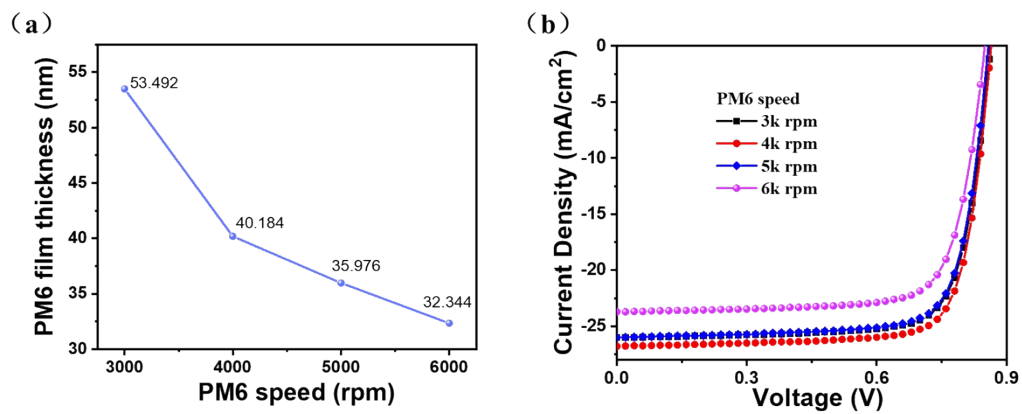 (a)
PM6 film thickness (nm)
55
50
45
40
35
30
53.492
40.184
35.976
32.344
3000 4000 5000 6000
PM6 speed (rpm)
(b)
Current Density (mA/cm²)
0
-5
-10
-15
-20
-25
PM6 speed
3k rpm
4k rpm
5k rpm
6k rpm
0.0 0.3 0.6 0.9
Voltage (V)